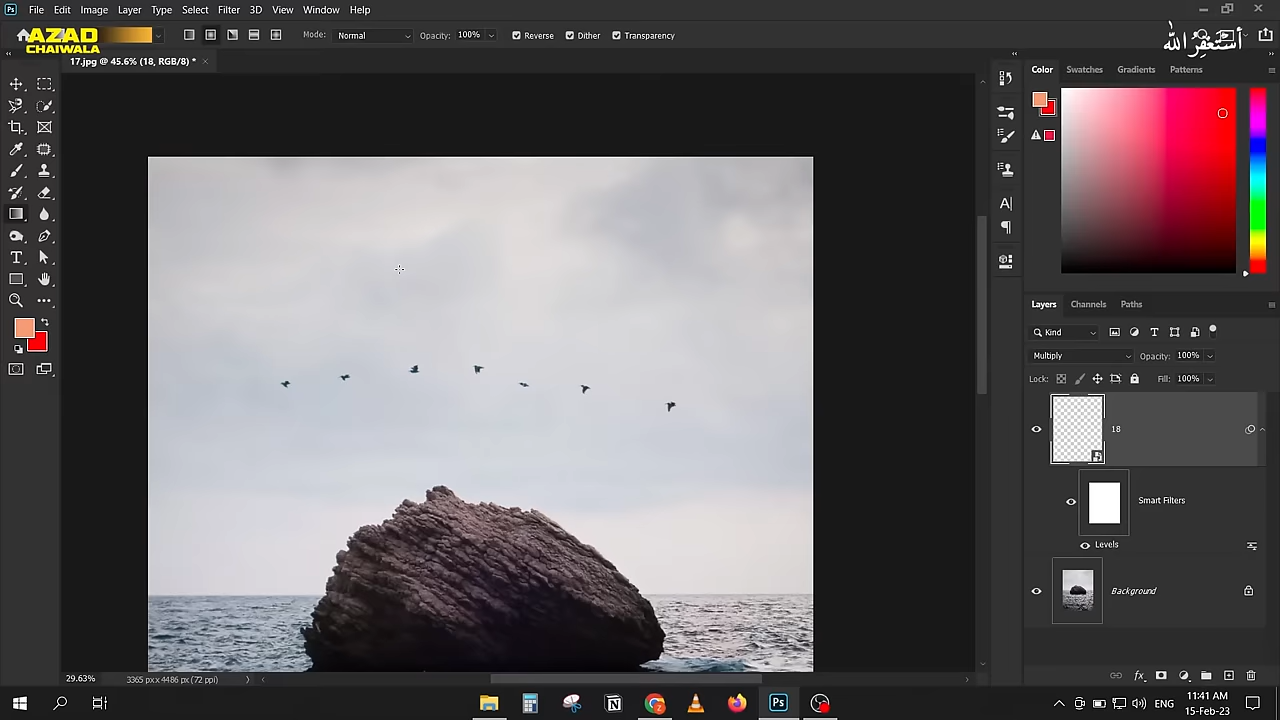 Ps File Edit Image Layer Type Select Filter 3D View Window Help
AZAD
CHAIWALA
Mode: Normal Opacity: 100% Reverse Dither Transparency
أستغفر الله
17.jpg @ 45.6% (18, RGB/8) * ×
Color Swatches Gradients Patterns
Layers Channels Paths
Kind
Multiply Opacity: 100%
Lock: Fill: 100%
18
Smart Filters
Levels
Background
29.63% 3365 px x 4486 px (72 ppi)
11:41 AM
ENG
15-Feb-23